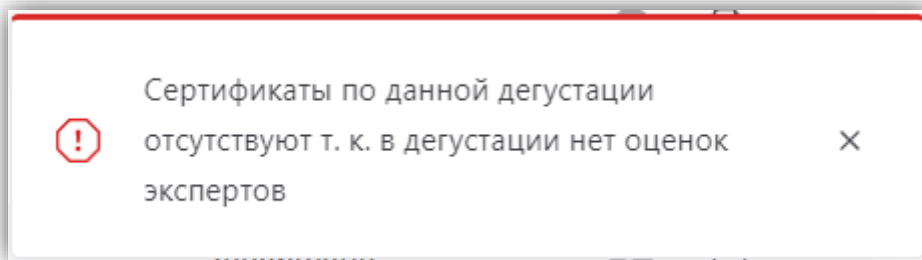 Сертификаты по данной дегустации
отсутствуют т. к. в дегустации нет оценок
экспертов